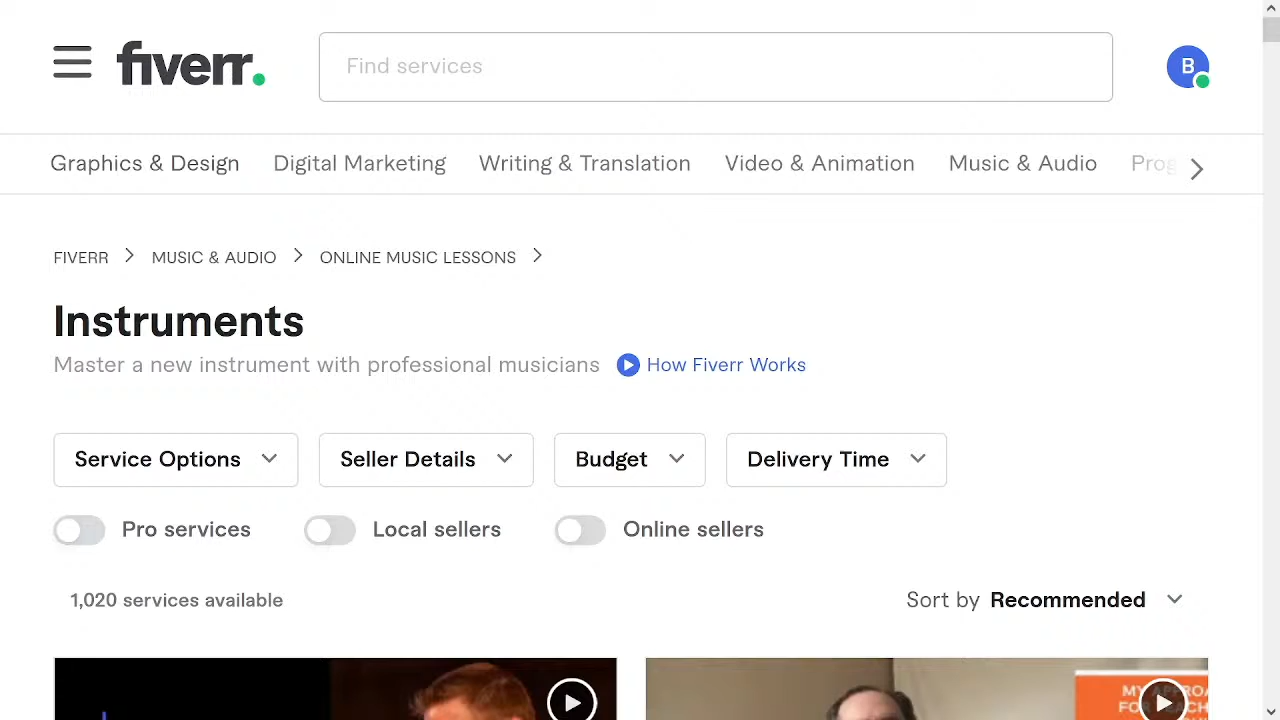 fiverr.
Find services
B
Graphics & Design
Digital Marketing
Writing & Translation
Video & Animation
Music & Audio
Prog
FIVERR
MUSIC & AUDIO
ONLINE MUSIC LESSONS
Instruments
Master a new instrument with professional musicians
How Fiverr Works
Service Options
Seller Details
Budget
Delivery Time
Pro services
Local sellers
Online sellers
1,020 services available
Sort by Recommended
MY